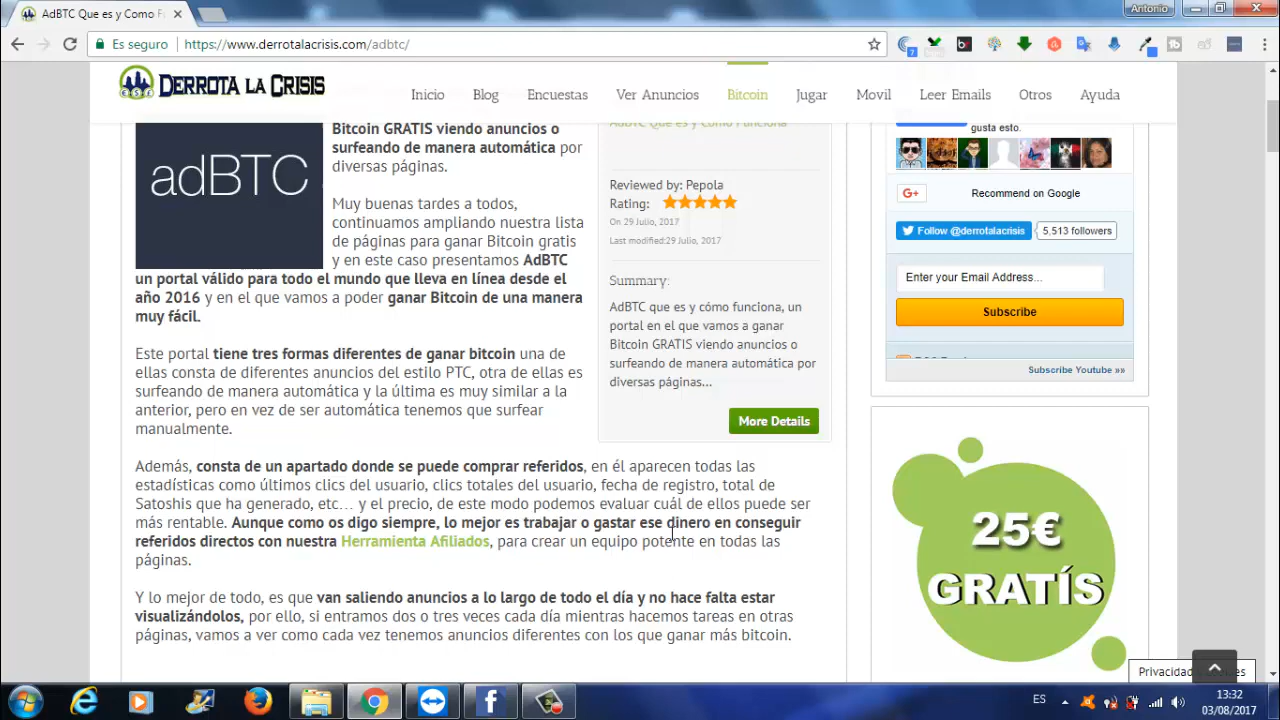 AdBTC Que es y Como F
Antonio
Es seguro
https://www.derrotalacrisis.com/adbtc/
DERROTA LA CRISIS
Inicio
Blog
Encuestas
Ver Anuncios
Bitcoin
Jugar
Movil
Leer Emails
Otros
Ayuda
adBTC
Bitcoin GRATIS viendo anuncios o
surfeando de manera automática por
diversas páginas.
Muy buenas tardes a todos,
continuamos ampliando nuestra lista
de páginas para ganar Bitcoin gratis
y en este caso presentamos AdBTC
un portal válido para todo el mundo que lleva en línea desde el
año 2016 y en el que vamos a poder ganar Bitcoin de una manera
muy fácil.
Este portal tiene tres formas diferentes de ganar bitcoin una de
ellas consta de diferentes anuncios del estilo PTC, otra de ellas es
surfeando de manera automática y la última es muy similar a la
anterior, pero en vez de ser automática tenemos que surfear
manualmente.
Además, consta de un apartado donde se puede comprar referidos, en él aparecen todas las
estadísticas como últimos clics del usuario, clics totales del usuario, fecha de registro, total de
Satoshis que ha generado, etc… y el precio, de este modo podemos evaluar cuál de ellos puede ser
más rentable. Aunque como os digo siempre, lo mejor es trabajar o gastar ese dinero en conseguir
referidos directos con nuestra Herramienta Afiliados, para crear un equipo potente en todas las
páginas.
Y lo mejor de todo, es que van saliendo anuncios a lo largo de todo el día y no hace falta estar
visualizándolos, por ello, si entramos dos o tres veces cada día mientras hacemos tareas en otras
páginas, vamos a ver como cada vez tenemos anuncios diferentes con los que ganar más bitcoin.
AdBTC Que es y Como Funciona
Reviewed by: Pepola
Rating:
On 29 Julio, 2017
Last modified:29 Julio, 2017
Summary:
AdBTC que es y cómo funciona, un
portal en el que vamos a ganar
Bitcoin GRATIS viendo anuncios o
surfeando de manera automática por
diversas páginas...
More Details
gusta esto.
G+
Recommend on Google
Follow @derrotalacrisis
5,513 followers
Enter your Email Address...
Subscribe
Subscribe Youtube »»
25€
GRATÍS
ES
13:32
03/08/2017